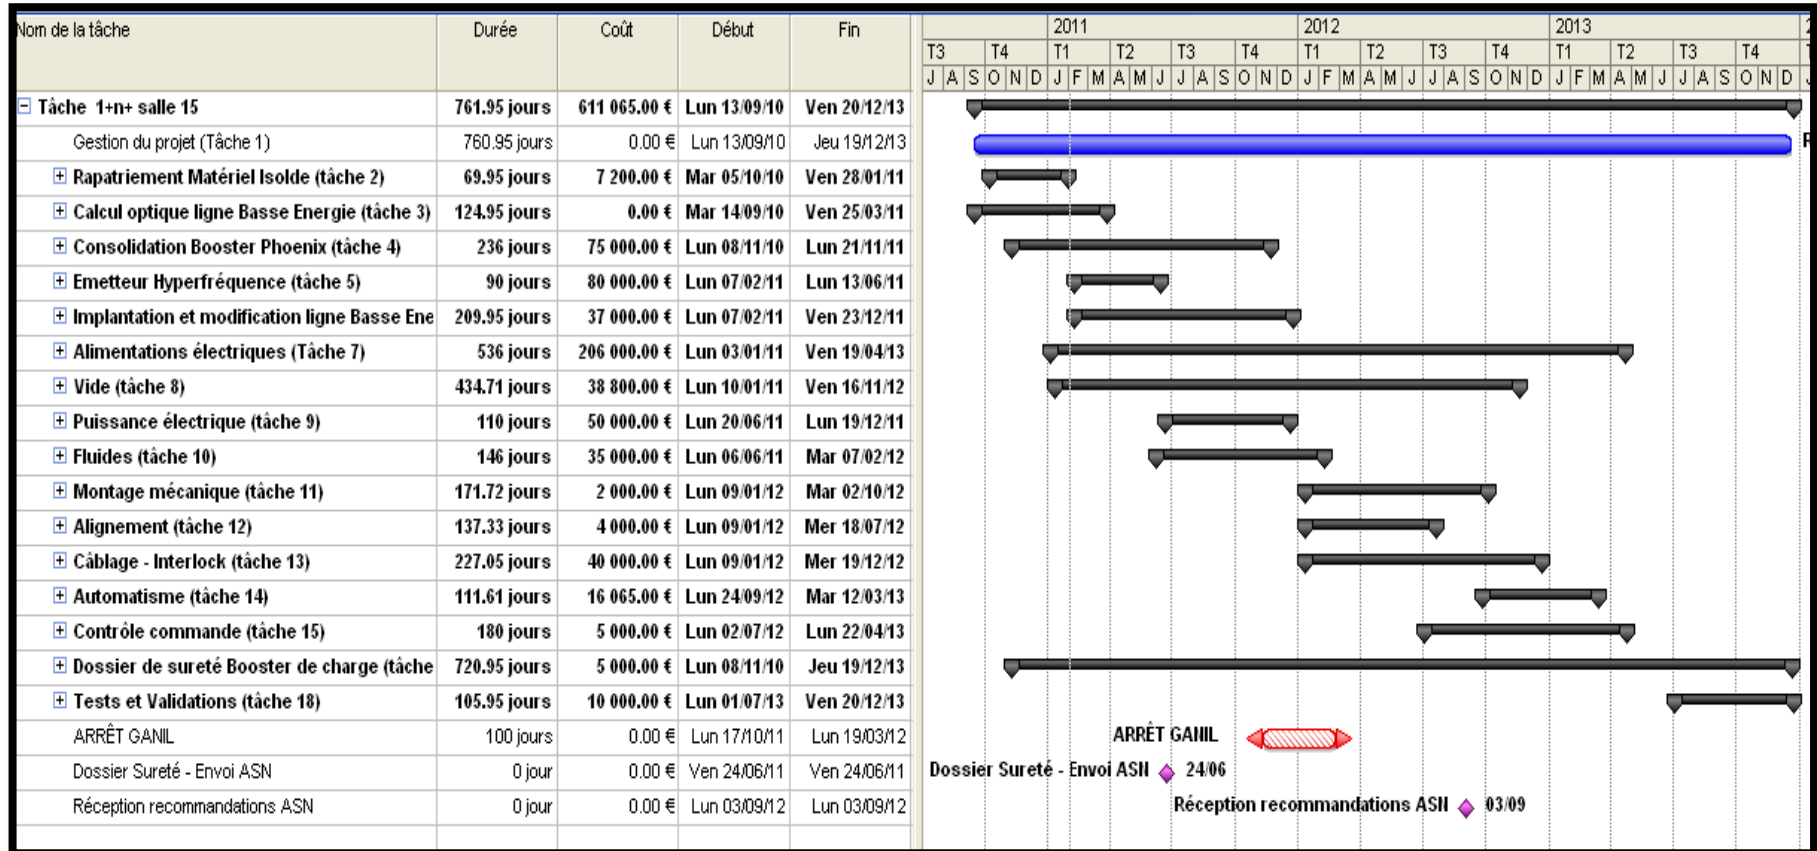 Nom de la tâche Durée Coût Début Fin
2011 2012 2013 2
T3 T4 T1 T2 T3 T4 T1 T2 T3 T4 T1 T2 T3 T4
J A S O N D J F M A M J J A S O N D J F M A M J J A S O N D J F M A M J J A S O N D
Tâche 1+n+ salle 15 761.95 jours 611 065.00 € Lun 13/09/10 Ven 20/12/13
Gestion du projet (Tâche 1) 760.95 jours 0.00 € Lun 13/09/10 Jeu 19/12/13
Rapatriement Matériel Isolde (tâche 2) 69.95 jours 7 200.00 € Mar 05/10/10 Ven 28/01/11
Calcul optique ligne Basse Energie (tâche 3) 124.95 jours 0.00 € Mar 14/09/10 Ven 25/03/11
Consolidation Booster Phoenix (tâche 4) 236 jours 75 000.00 € Lun 08/11/10 Lun 21/11/11
Emetteur Hyperfréquence (tâche 5) 90 jours 80 000.00 € Lun 07/02/11 Lun 13/06/11
Implantation et modification ligne Basse Ene 209.95 jours 37 000.00 € Lun 07/02/11 Ven 23/12/11
Alimentations électriques (Tâche 7) 536 jours 206 000.00 € Lun 03/01/11 Ven 19/04/13
Vide (tâche 8) 434.71 jours 38 800.00 € Lun 10/01/11 Ven 16/11/12
Puissance électrique (tâche 9) 110 jours 50 000.00 € Lun 20/06/11 Lun 19/12/11
Fluides (tâche 10) 146 jours 35 000.00 € Lun 06/06/11 Mar 07/02/12
Montage mécanique (tâche 11) 171.72 jours 2 000.00 € Lun 09/01/12 Mar 02/10/12
Alignement (tâche 12) 137.33 jours 4 000.00 € Lun 09/01/12 Mer 18/07/12
Câblage - Interlock (tâche 13) 227.05 jours 40 000.00 € Lun 09/01/12 Mer 19/12/12
Automatisme (tâche 14) 111.61 jours 16 065.00 € Lun 24/09/12 Mar 12/03/13
Contrôle commande (tâche 15) 180 jours 5 000.00 € Lun 02/07/12 Lun 22/04/13
Dossier de sureté Booster de charge (tâche 720.95 jours 5 000.00 € Lun 08/11/10 Jeu 19/12/13
Tests et Validations (tâche 18) 105.95 jours 10 000.00 € Lun 01/07/13 Ven 20/12/13
ARRÊT GANIL 100 jours 0.00 € Lun 17/10/11 Lun 19/03/12 ARRÊT GANIL
Dossier Sureté - Envoi ASN 0 jour 0.00 € Ven 24/06/11 Ven 24/06/11 Dossier Sureté - Envoi ASN 24/06
Réception recommandations ASN 0 jour 0.00 € Lun 03/09/12 Lun 03/09/12 Réception recommandations ASN 03/09